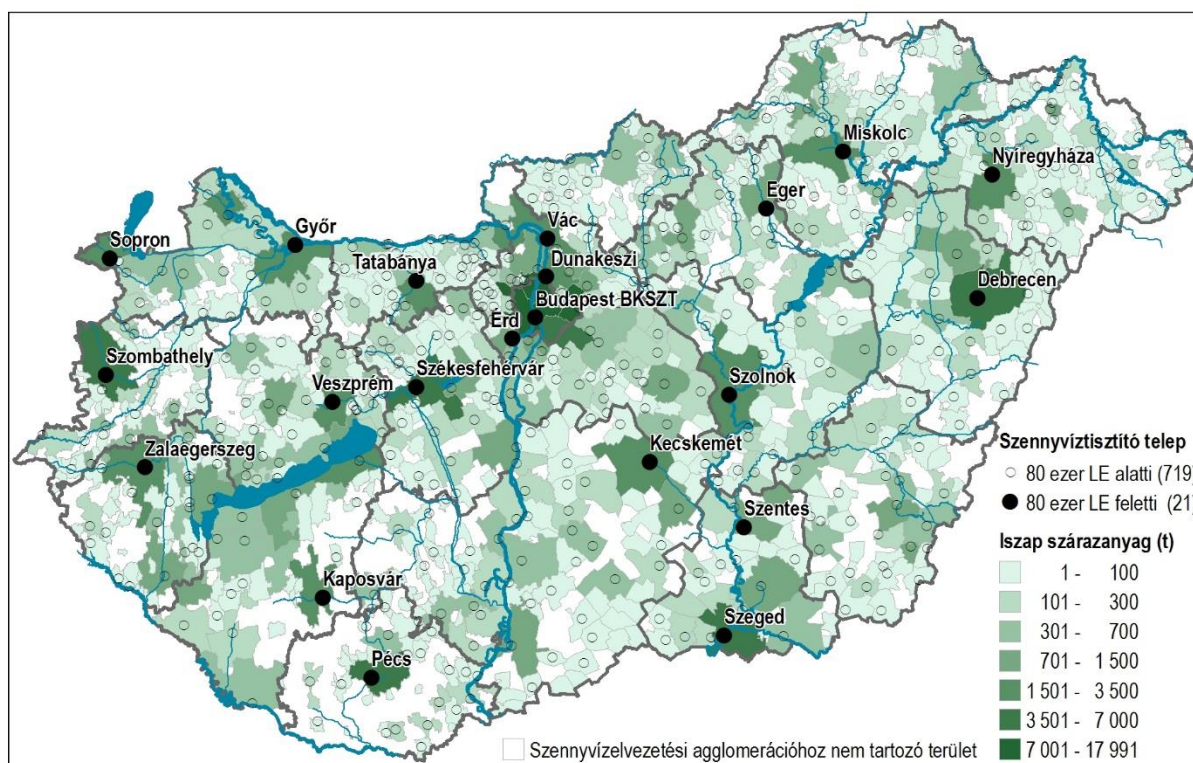 Miskolc
Nyíregyháza
Eger
Vác
Győr
Sopron
Tatabánya
Dunakeszi
Debrecen
Budapest BKSZT
Érd
Szombathely
Székesfehérvár
Veszprém
Szolnok
Zalaegerszeg
Kecskemét
Szentes
Kaposvár
Szeged
Pécs
Szennyvíztisztító telep
80 ezer LE alatti (719)
80 ezer LE feletti (21)
Iszap szárazanyag (t)
1 - 100
101 - 300
301 - 700
701 - 1 500
1 501 - 3 500
3 501 - 7 000
7 001 - 17 991
Szennyvízelvezetési agglomerációhoz nem tartozó terület